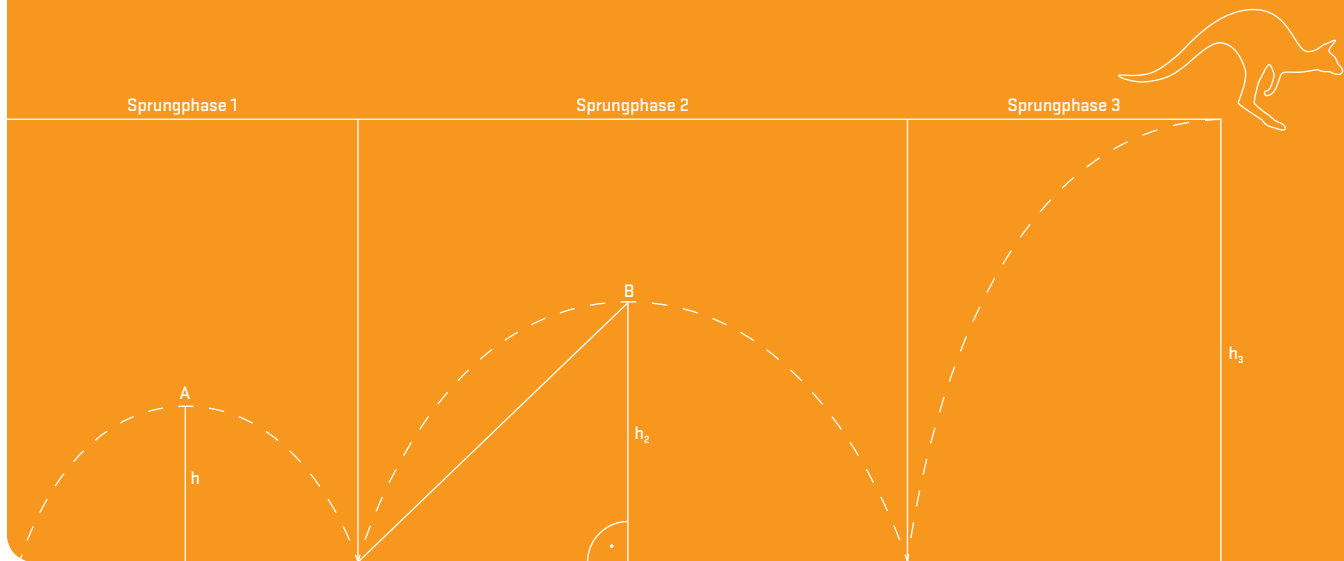 Sprungphase 1
Sprungphase 2
Sprungphase 3
B
h₃
A
h₂
h